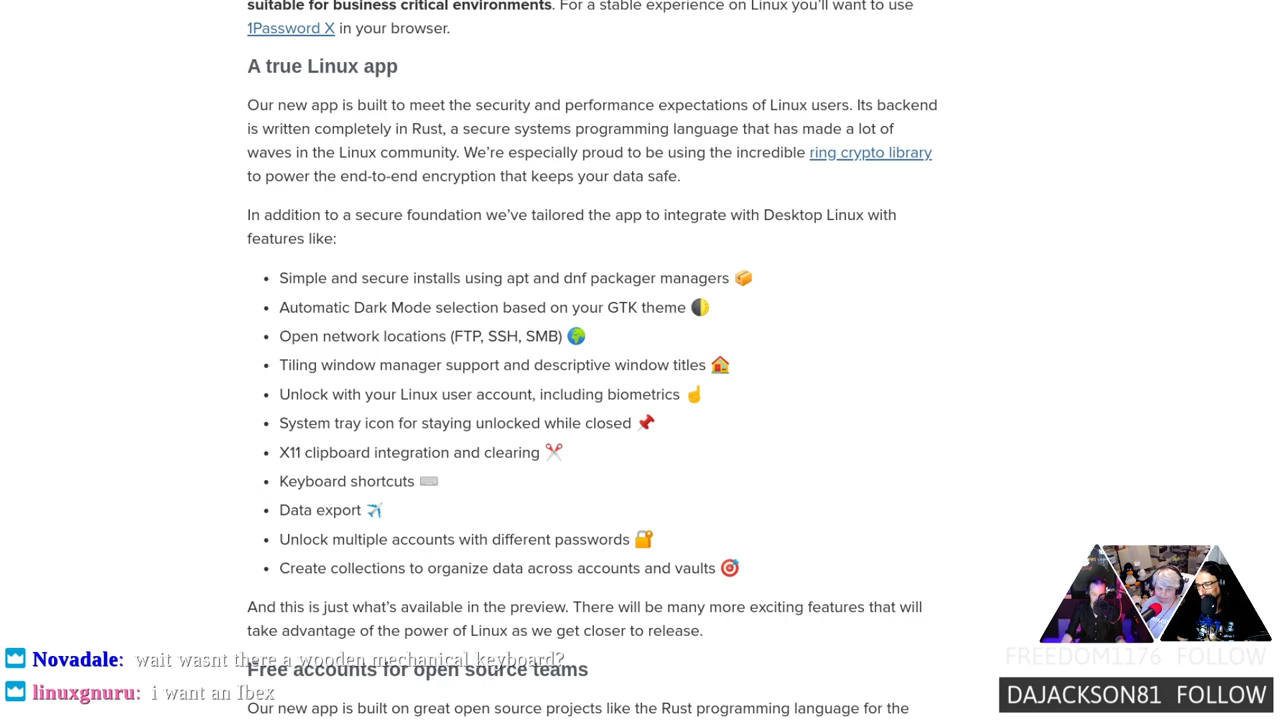 suitable for business critical environments. For a stable experience on Linux you'll want to use
1Password X in your browser.
A true Linux app
Our new app is built to meet the security and performance expectations of Linux users. Its backend
is written completely in Rust, a secure systems programming language that has made a lot of
waves in the Linux community. We're especially proud to be using the incredible ring crypto library
to power the end-to-end encryption that keeps your data safe.
In addition to a secure foundation we've tailored the app to integrate with Desktop Linux with
features like:
• Simple and secure installs using apt and dnf packager managers 📦
• Automatic Dark Mode selection based on your GTK theme 🌓
• Open network locations (FTP, SSH, SMB) 🌍
• Tiling window manager support and descriptive window titles 🏠
• Unlock with your Linux user account, including biometrics ☝️
• System tray icon for staying unlocked while closed 📌
• X11 clipboard integration and clearing ✂️
• Keyboard shortcuts ⌨️
• Data export ✈️
• Unlock multiple accounts with different passwords 🔐
• Create collections to organize data across accounts and vaults 🎯
And this is just what's available in the preview. There will be many more exciting features that will
take advantage of the power of Linux as we get closer to release.
Novadale: wait wasnt there a wooden mechanical keyboard?
Free accounts for open source teams
linuxgnuru: i want an Ibex
Our new app is built on great open source projects like the Rust programming language for the
FREEDOM1176 FOLLOW
DAJACKSON81 FOLLOW